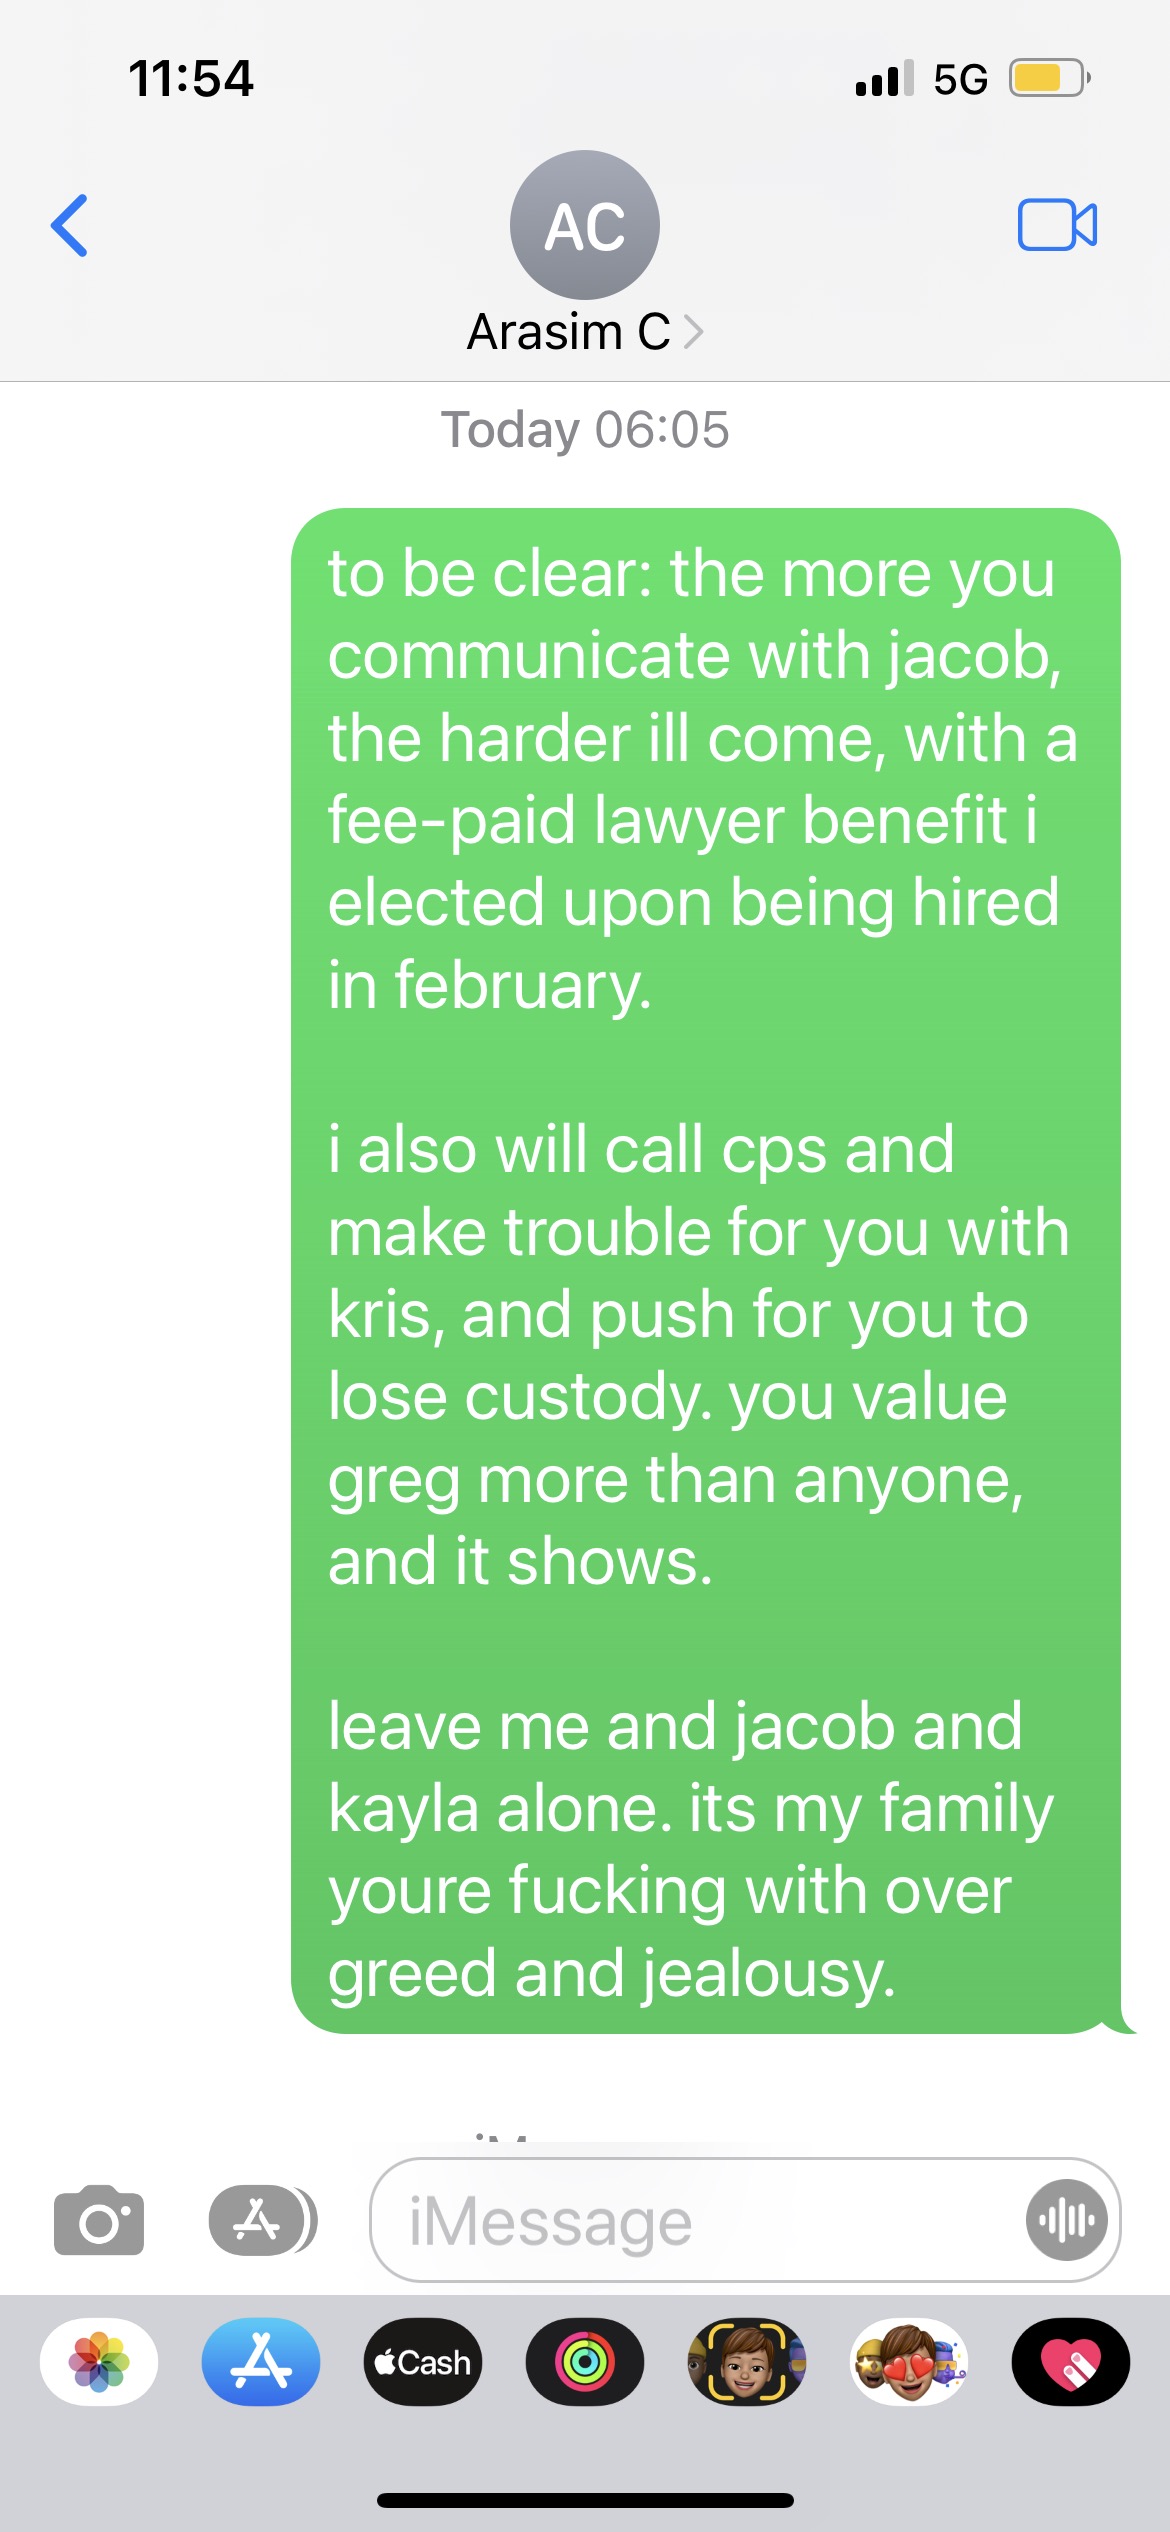 11:54
5G
AC
Arasim C
Today 06:05
to be clear: the more you
communicate with jacob,
the harder ill come, with a
fee-paid lawyer benefit i
elected upon being hired
in february.
i also will call cps and
make trouble for you with
kris, and push for you to
lose custody. you value
greg more than anyone,
and it shows.
leave me and jacob and
kayla alone. its my family
youre fucking with over
greed and jealousy.
iMessage
Cash